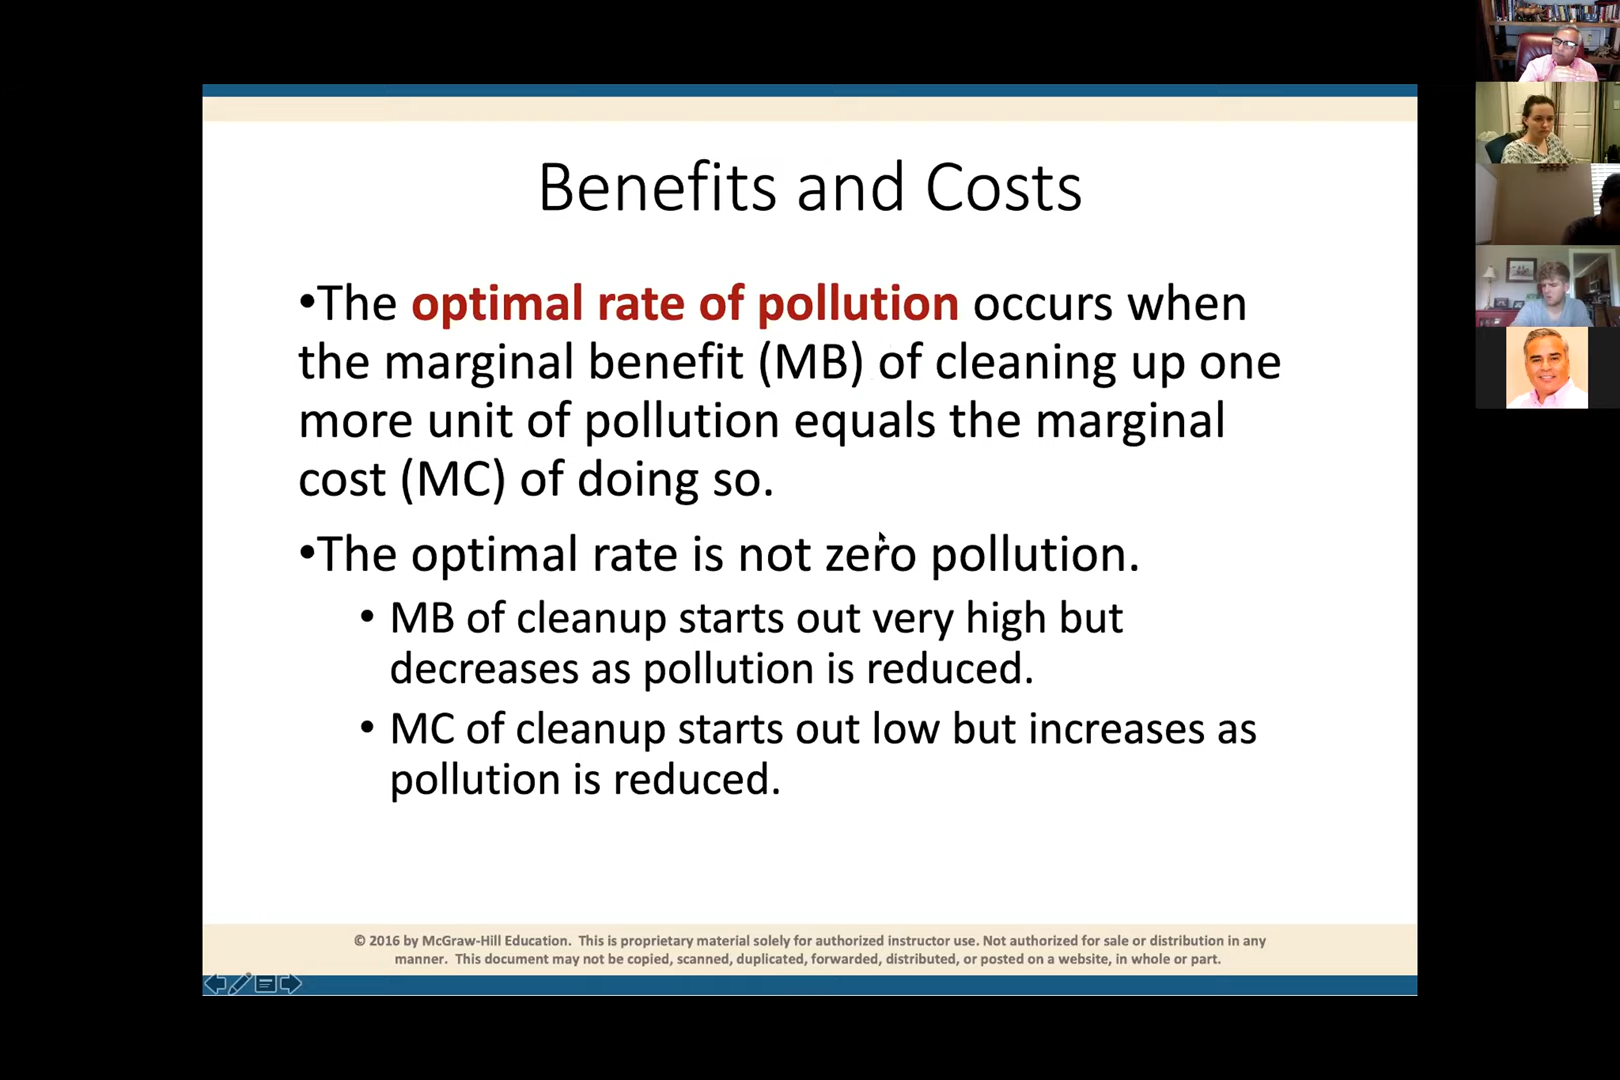 Benefits and Costs
•The optimal rate of pollution occurs when
the marginal benefit (MB) of cleaning up one
more unit of pollution equals the marginal
cost (MC) of doing so.
•The optimal rate is not zero pollution.
• MB of cleanup starts out very high but
decreases as pollution is reduced.
• MC of cleanup starts out low but increases as
pollution is reduced.
© 2016 by McGraw-Hill Education. This is proprietary material solely for authorized instructor use. Not authorized for sale or distribution in any
manner. This document may not be copied, scanned, duplicated, forwarded, distributed, or posted on a website, in whole or part.